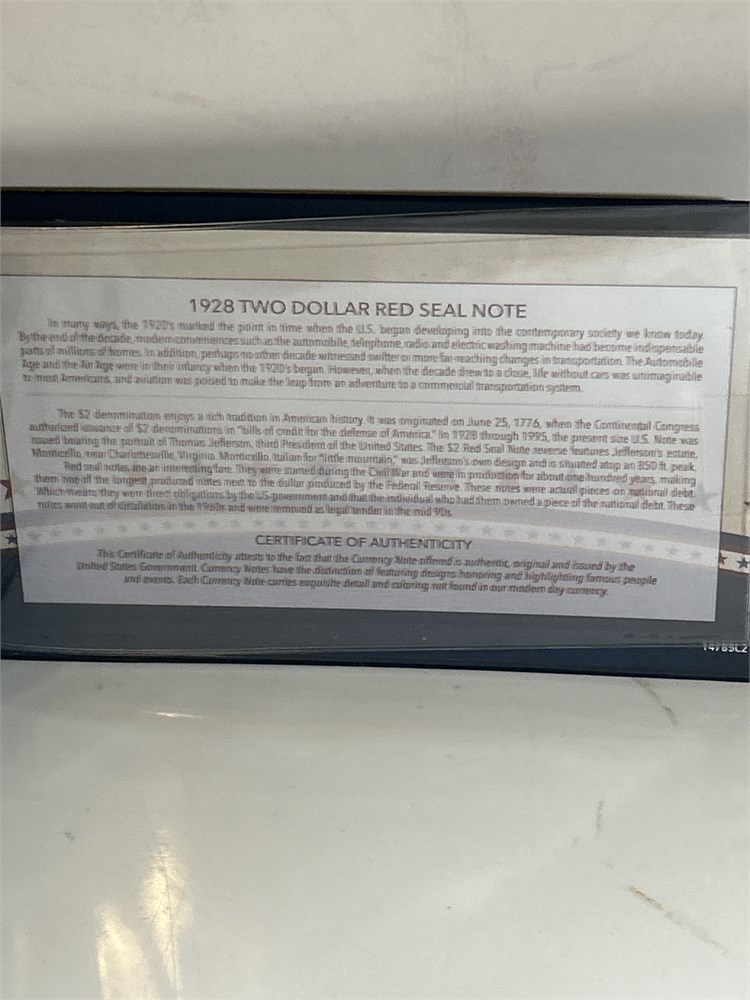 1928 TWO DOLLAR RED SEAL NOTE
In many ways, the 1920's marked the point in time when the U.S. began developing into the contemporary society we know today.
By the end of the decade, modern conveniences such as the automobile, telephone, radio and electric washing machine had become indispensable
parts of millions of homes. In addition, perhaps no other decade witnessed swifter or more far-reaching changes in transportation. The Automobile
Age and the Air Age were in their infancy when the 1920's began. However, when the decade drew to a close, life without cars was unimaginable
to most Americans, and aviation was poised to make the leap from an adventure to a commercial transportation system.
The $2 denomination enjoys a rich tradition in American history. It was originated on June 25, 1776, when the Continental Congress
authorized issuance of $2 denominations in "bills of credit for the defense of America." In 1928 through 1995, the present size U.S. Note was
issued bearing the portrait of Thomas Jefferson, third President of the United States. The $2 Red Seal Note reverse features Jefferson's estate,
Monticello, near Charlottesville, Virginia. Monticello, Italian for "little mountain," was Jefferson's own design and is situated atop an 850 ft. peak.
Red seal notes are an interesting fare. They were started during the Civil War and were in production for about one hundred years, making
them one of the longest produced notes next to the dollar produced by the Federal Reserve. These notes were actual pieces on national debt.
Which means they were direct obligations by the US government and that the individual who had them owned a piece of the national debt. These
notes went out of circulation in the 1960s and were removed as legal tender in the mid 90s.
CERTIFICATE OF AUTHENTICITY
This Certificate of Authenticity attests to the fact that the Currency Note offered is authentic, original and issued by the
United States Government. Currency Notes have the distinction of featuring designs honoring and highlighting famous people
and events. Each Currency Note carries exquisite detail and coloring not found in our modern day currency.